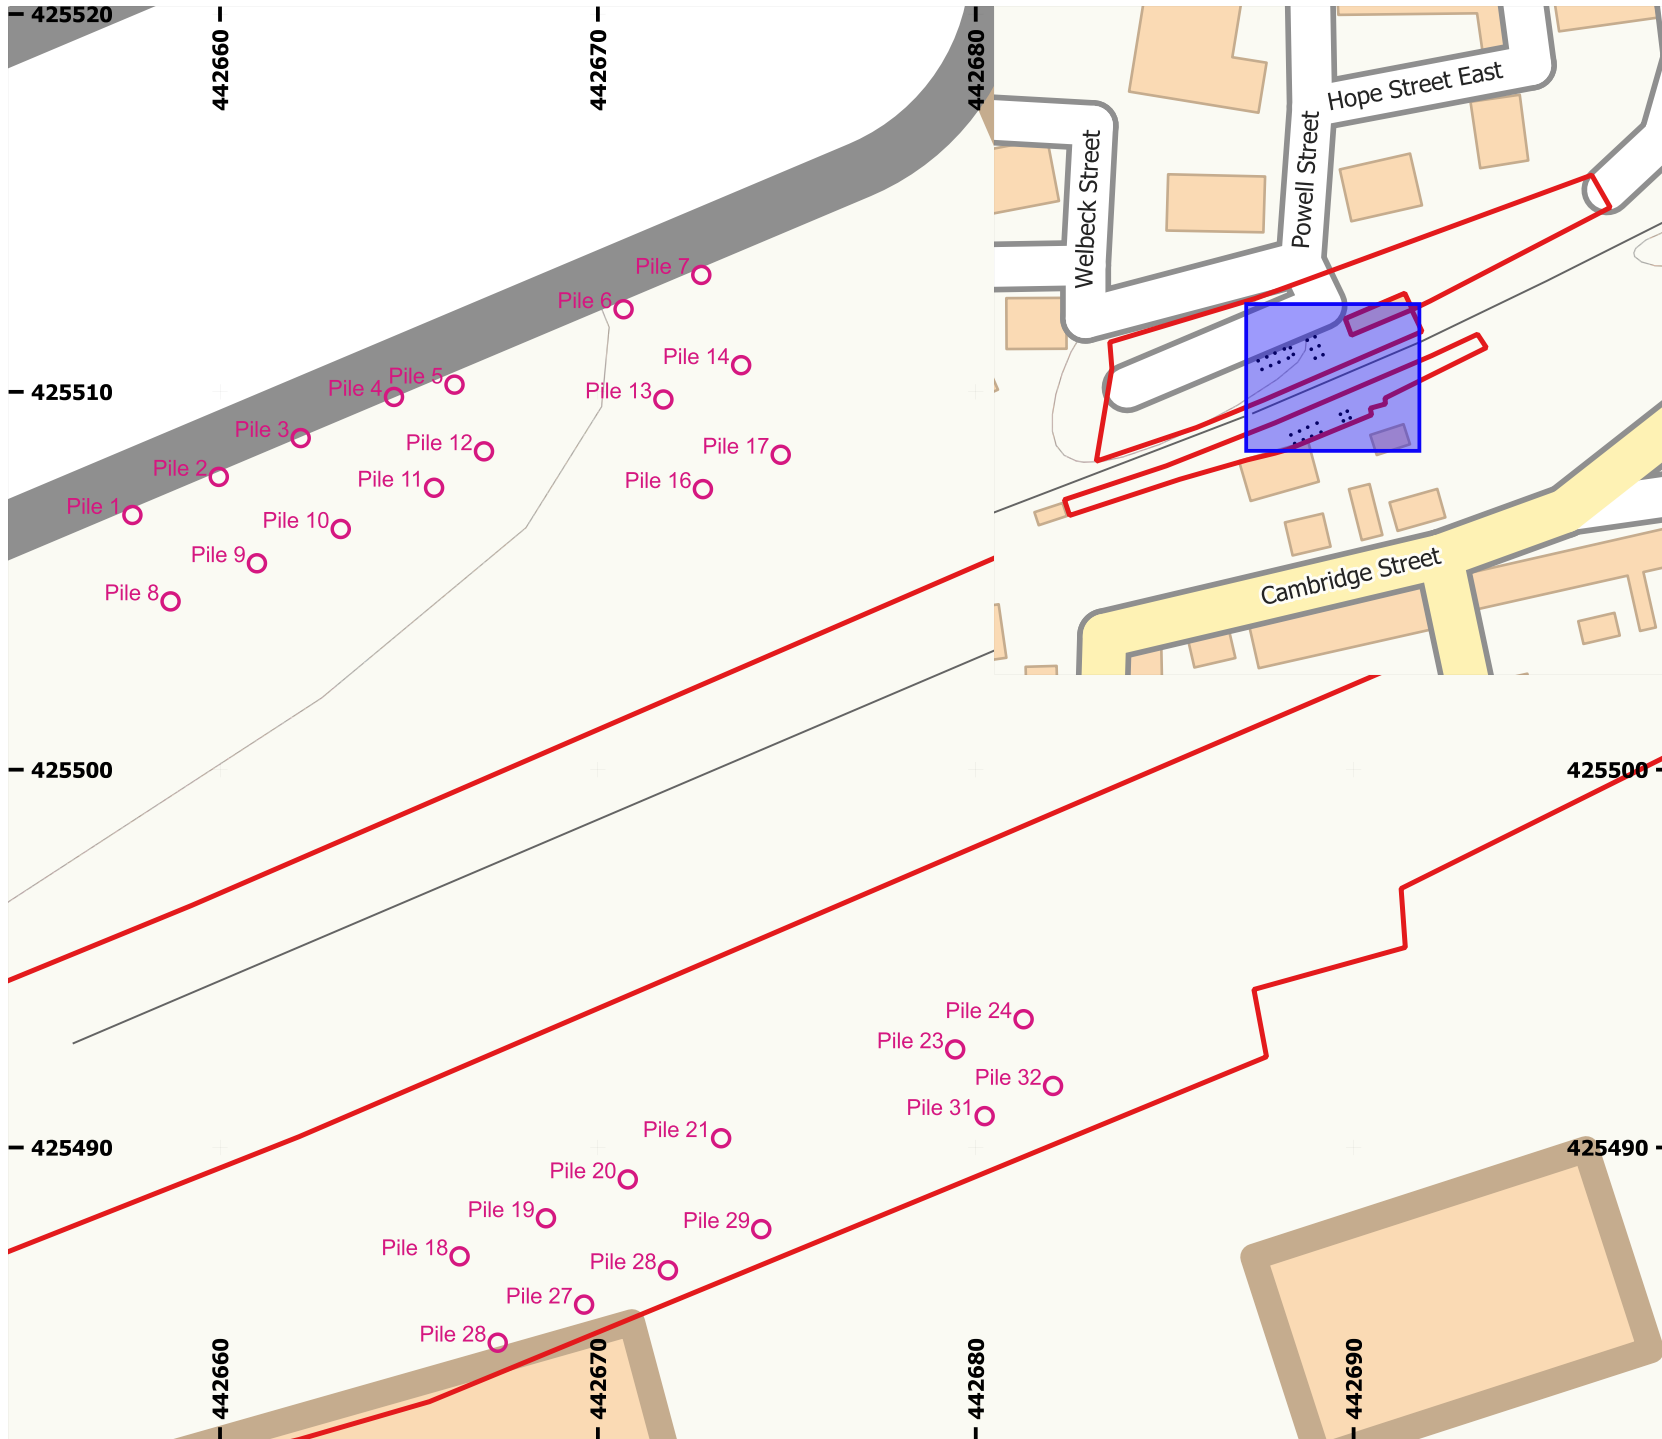 425520
442660
442670
442680
Hope Street East
Powell Street
Welbeck Street
Cambridge Street
Pile 7
Pile 6
Pile 14
Pile 5
Pile 4
Pile 13
425510
Pile 3
Pile 12
Pile 17
Pile 2
Pile 11
Pile 16
Pile 1
Pile 10
Pile 9
Pile 8
425500
425500
Pile 24
Pile 23
Pile 32
Pile 31
Pile 21
425490
425490
Pile 20
Pile 19
Pile 29
Pile 18
Pile 28
Pile 27
Pile 28
442660
442670
442680
442690